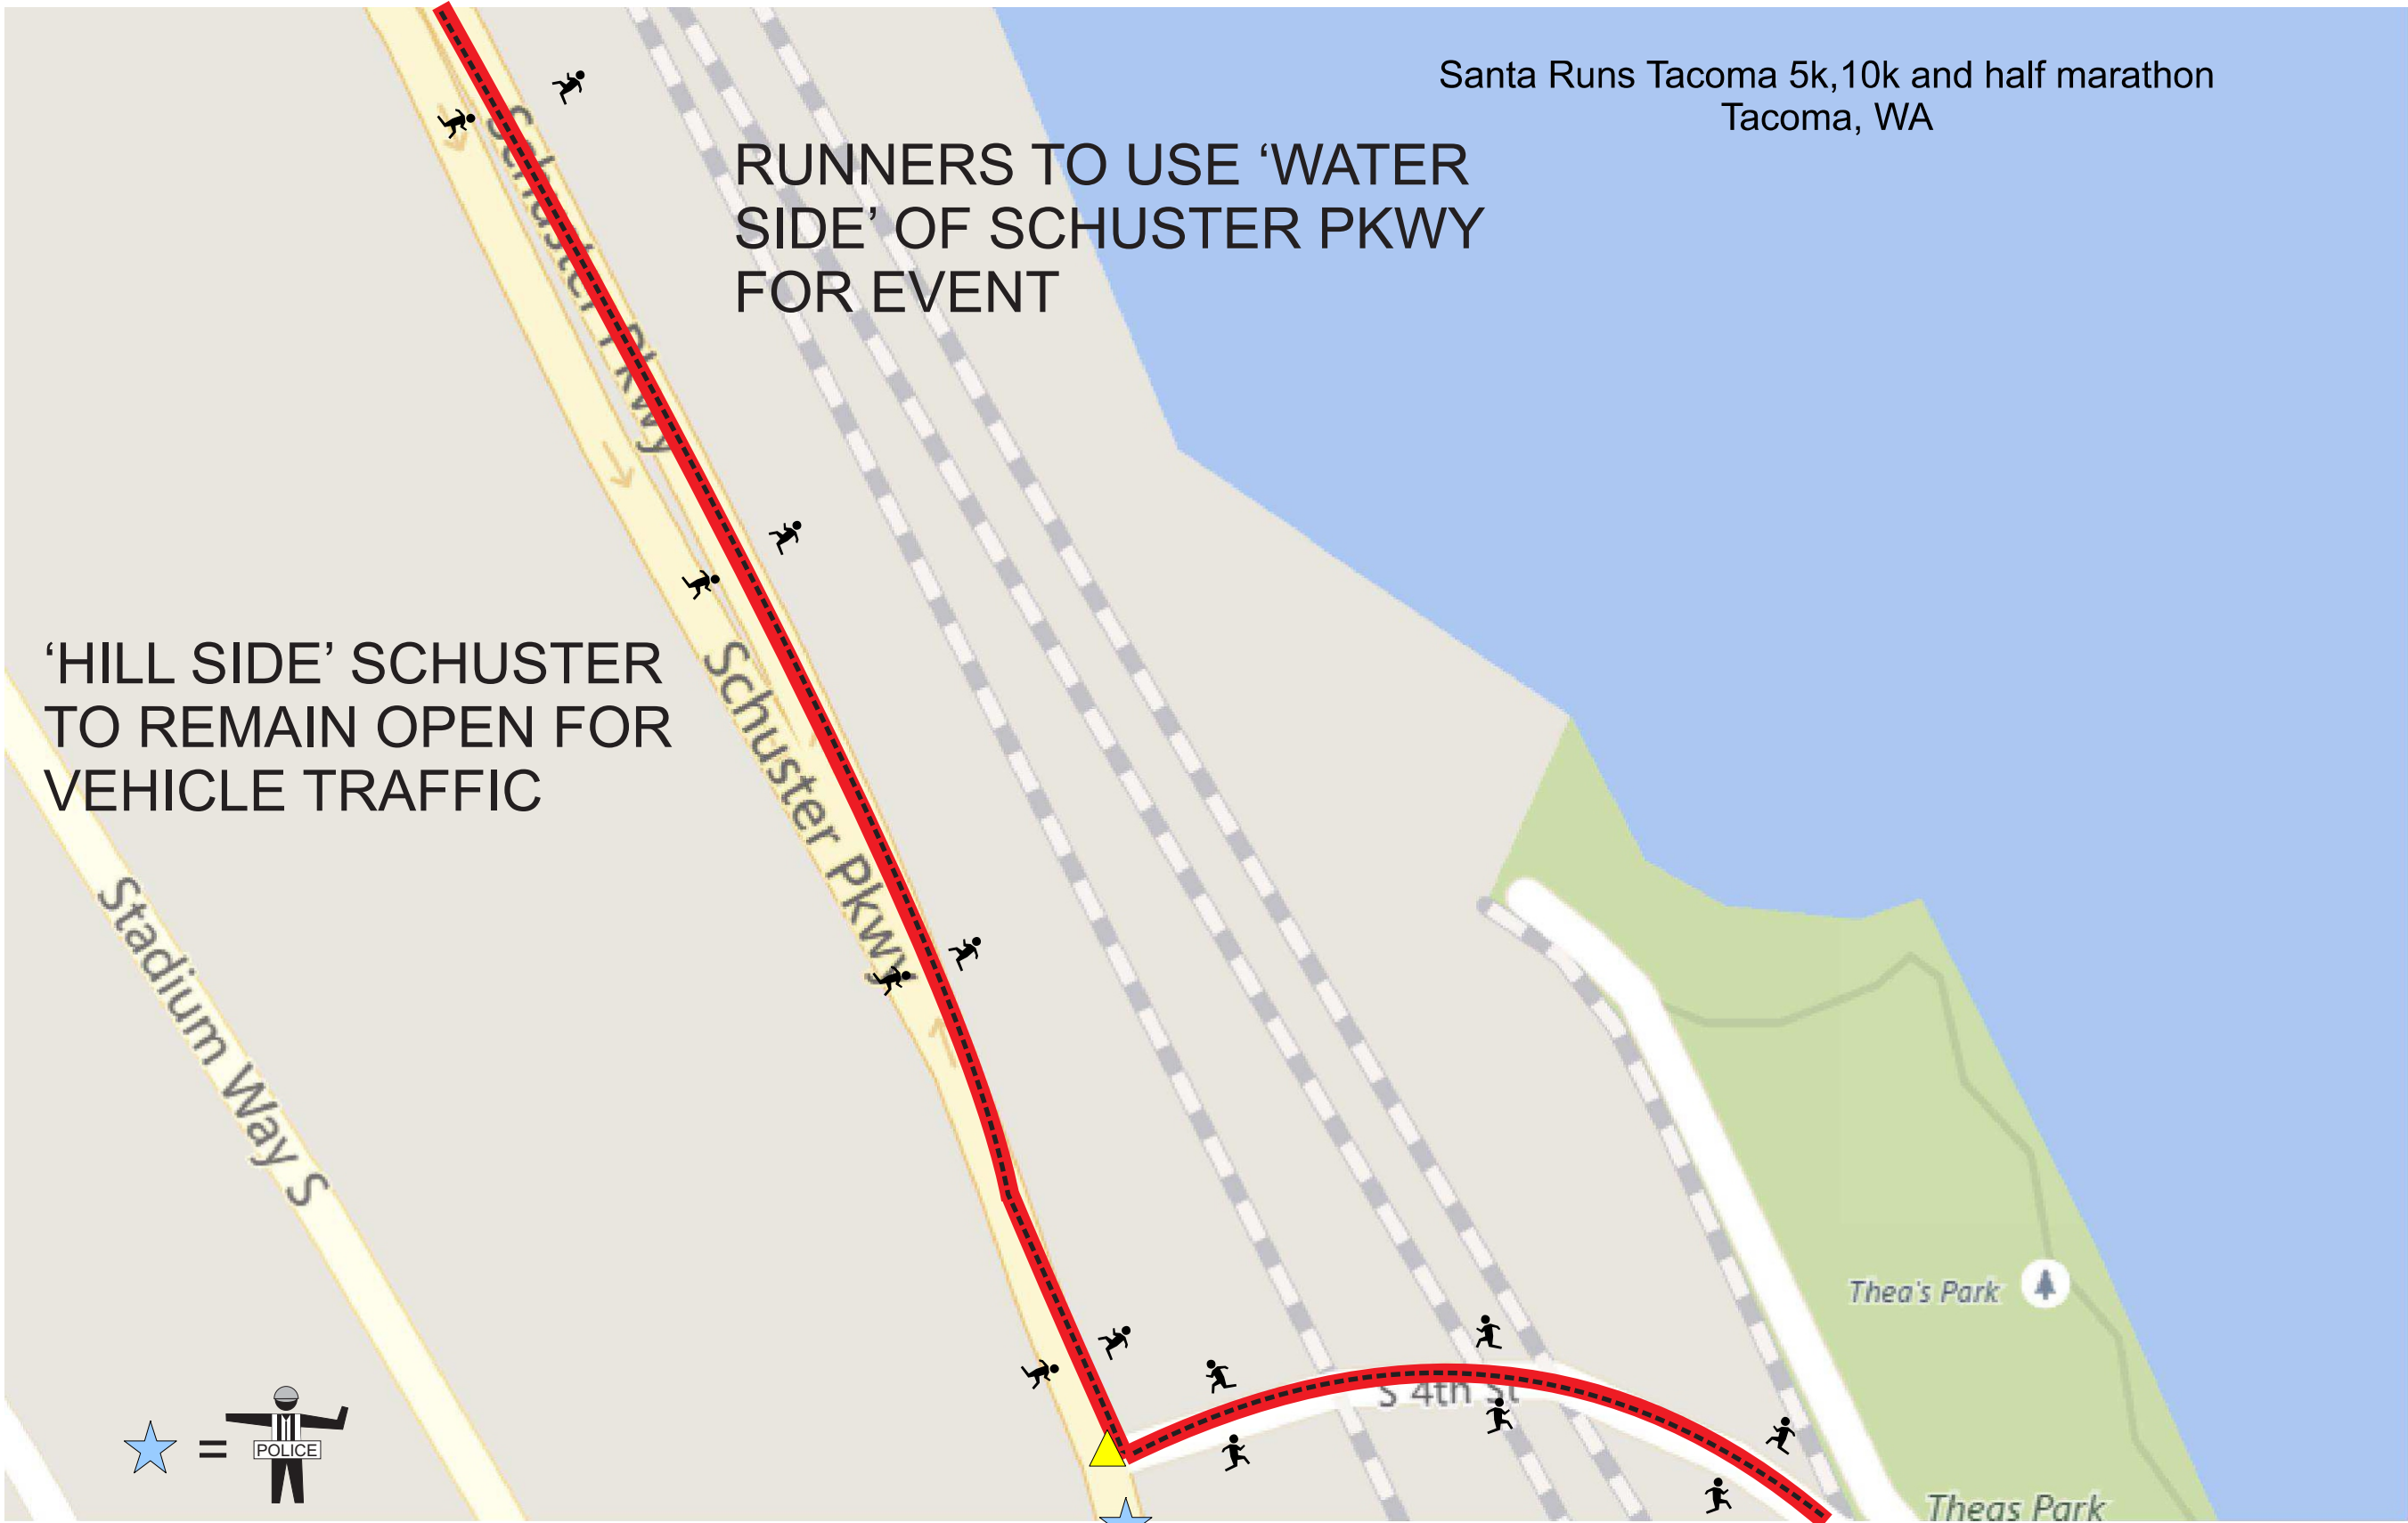 Santa Runs Tacoma 5k,10k and half marathon
Tacoma, WA
RUNNERS TO USE ‘WATER
SIDE’ OF SCHUSTER PKWY
FOR EVENT
Schuster Pkwy
‘HILL SIDE’ SCHUSTER
TO REMAIN OPEN FOR
VEHICLE TRAFFIC
Schuster Pkwy
Stadium Way S
Thea's Park
S 4th St
=
POLICE
Theas Park